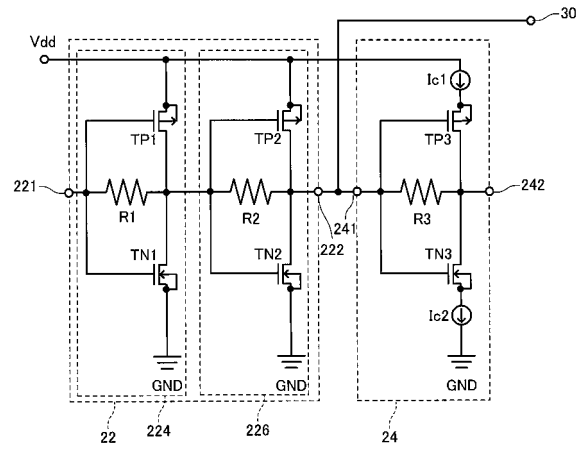 30
Vdd
Ic1
TP1
TP2
TP3
221
242
R1
R2
R3
222
241
TN1
TN2
TN3
Ic2
GND
GND
GND
22
224
226
24